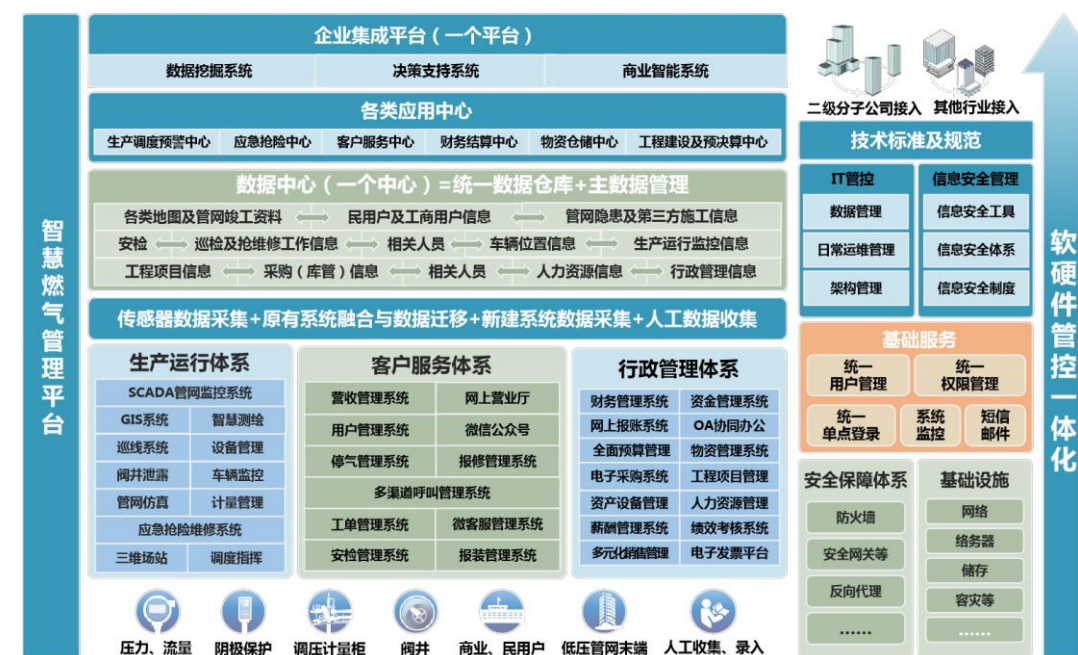 智慧燃气管理平台
企业集成平台(一个平台)
数据挖掘系统 决策支持系统 商业智能系统
各类应用中心
生产调度预警中心 应急抢险中心 客户服务中心 财务结算中心 物资仓储中心 工程建设及预决算中心
数据中心(一个中心)=统一数据仓库+主数据管理
各类地图及管网竣工资料 民用户及工商用户信息 管网隐患及第三方施工信息
安检 巡检及抢维修工作信息 相关人员 车辆位置信息 生产运行监控信息
工程项目信息 采购(库管)信息 相关人员 人力资源信息 行政管理信息
传感器数据采集+原有系统融合与数据迁移+新建系统数据采集+人工数据收集
生产运行体系
SCADA管网监控系统
GIS系统 智慧测绘
巡线系统 设备管理
阀井泄露 车辆监控
管网仿真 计量管理
应急抢险维修系统
三维场站 调度指挥
客户服务体系
营收管理系统 网上营业厅
用户管理系统 微信公众号
停气管理系统 报修管理系统
多渠道呼叫管理系统
工单管理系统 微客服管理系统
安检管理系统 报装管理系统
行政管理体系
财务管理系统 资金管理系统
网上报账系统 OA协同办公
全面预算管理 物资管理系统
电子采购系统 工程项目管理
资产设备管理 人力资源管理
薪酬管理系统 绩效考核系统
多元化销售管理 电子发票平台
压力、流量 阴极保护 调压计量柜 阀井 商业、民用户 低压管网末端 人工收集、录入
二级分子公司接入 其他行业接入
技术标准及规范
IT管控
数据管理
日常运维管理
架构管理
信息安全管理
信息安全工具
信息安全体系
信息安全制度
基础服务
统一
用户管理
统一
权限管理
统一
单点登录
系统
监控
短信
邮件
安全保障体系
防火墙
安全网关等
反向代理
······
基础设施
网络
络务器
储存
容灾等
······
软硬件管控一体化